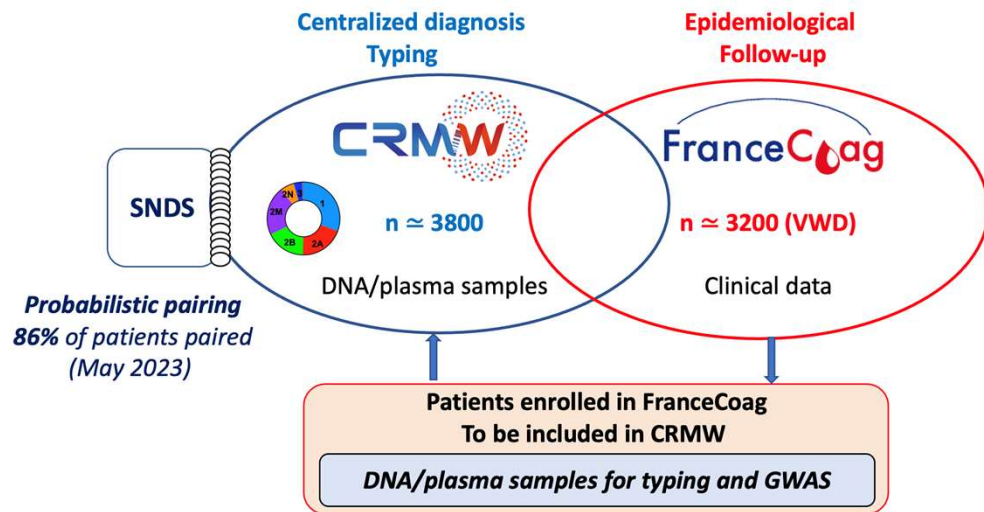 Centralized diagnosis
Typing
Epidemiological
Follow-up
CRMW
FranceCoag
SNDS
1
2A
2B
2M
2N
3
n ≃ 3800
n ≃ 3200 (VWD)
DNA/plasma samples
Clinical data
Probabilistic pairing
86% of patients paired
(May 2023)
Patients enrolled in FranceCoag
To be included in CRMW
DNA/plasma samples for typing and GWAS